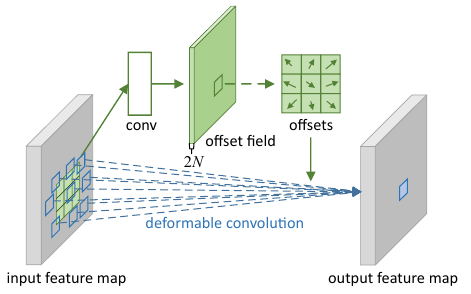 conv
offset field
offsets
2N
deformable convolution
input feature map
output feature map